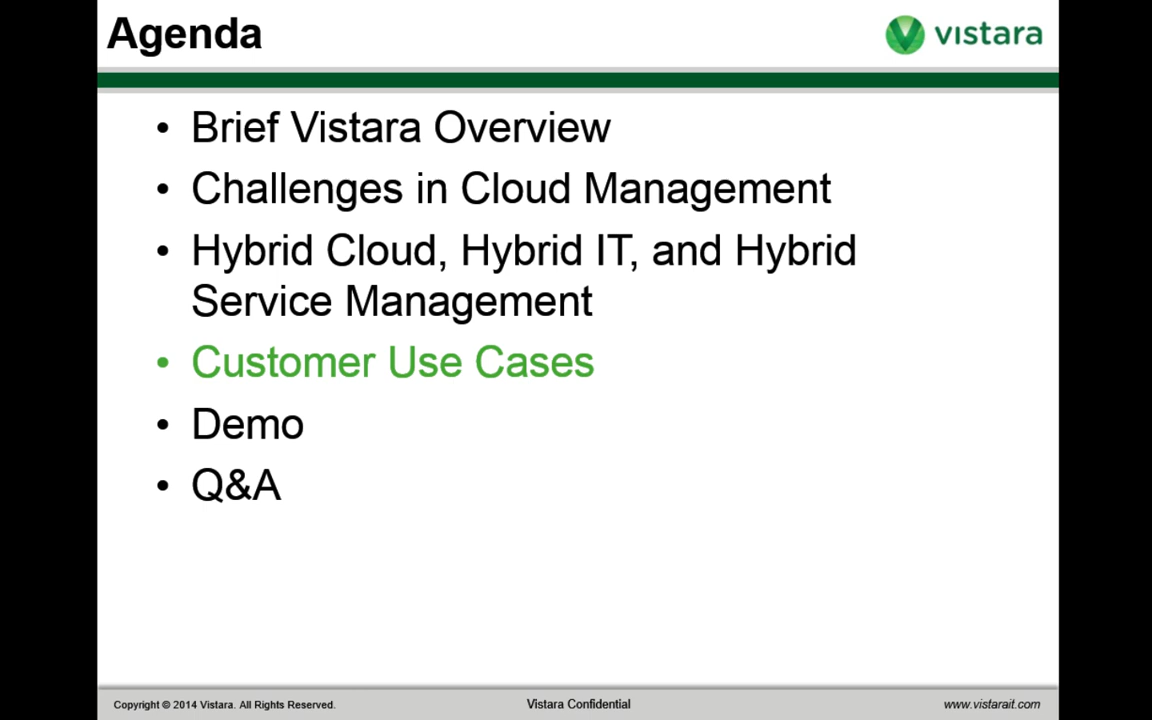 Agenda
vistara
• Brief Vistara Overview
• Challenges in Cloud Management
• Hybrid Cloud, Hybrid IT, and Hybrid
Service Management
• Customer Use Cases
• Demo
• Q&A
Copyright © 2014 Vistara. All Rights Reserved.
Vistara Confidential
www.vistarait.com